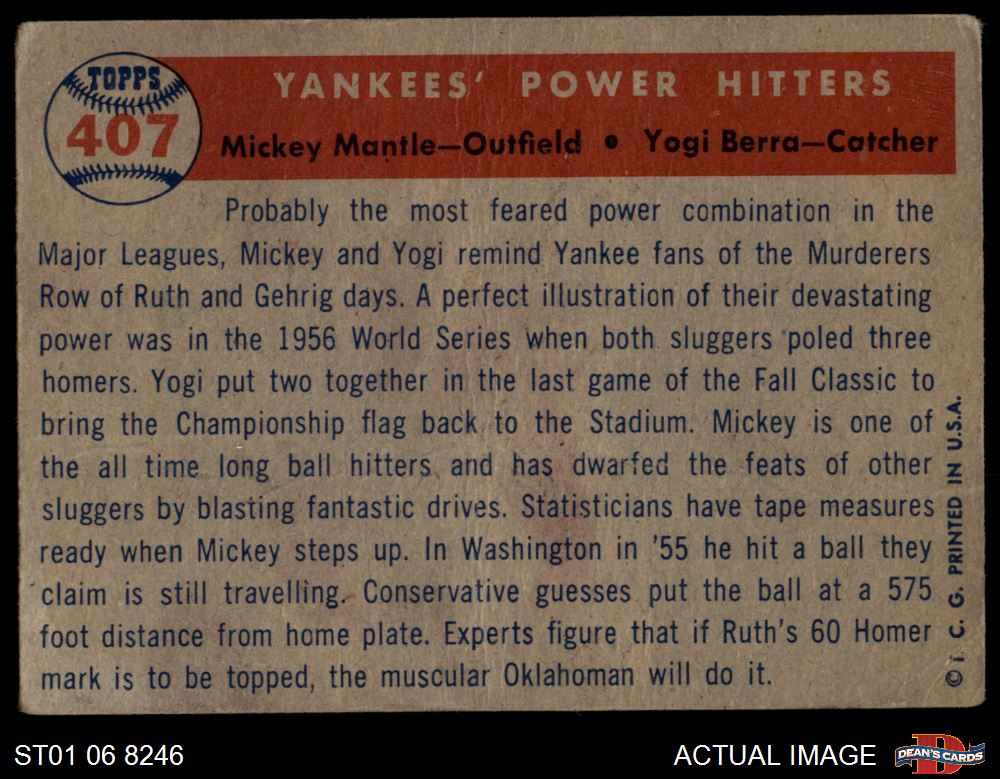 TOPPS
407
YANKEES' POWER HITTERS
Mickey Mantle—Outfield • Yogi Berra—Catcher
Probably the most feared power combination in the
Major Leagues, Mickey and Yogi remind Yankee fans of the Murderers
Row of Ruth and Gehrig days. A perfect illustration of their devastating
power was in the 1956 World Series when both sluggers poled three
homers. Yogi put two together in the last game of the Fall Classic to
bring the Championship flag back to the Stadium. Mickey is one of
the all time long ball hitters and has dwarfed the feats of other
sluggers by blasting fantastic drives. Statisticians have tape measures
ready when Mickey steps up. In Washington in '55 he hit a ball they
claim is still travelling. Conservative guesses put the ball at a 575
foot distance from home plate. Experts figure that if Ruth's 60 Homer
mark is to be topped, the muscular Oklahoman will do it.
© T. C. G. PRINTED IN U.S.A.
ST01 06 8246
ACTUAL IMAGE
DEAN'S CARDS